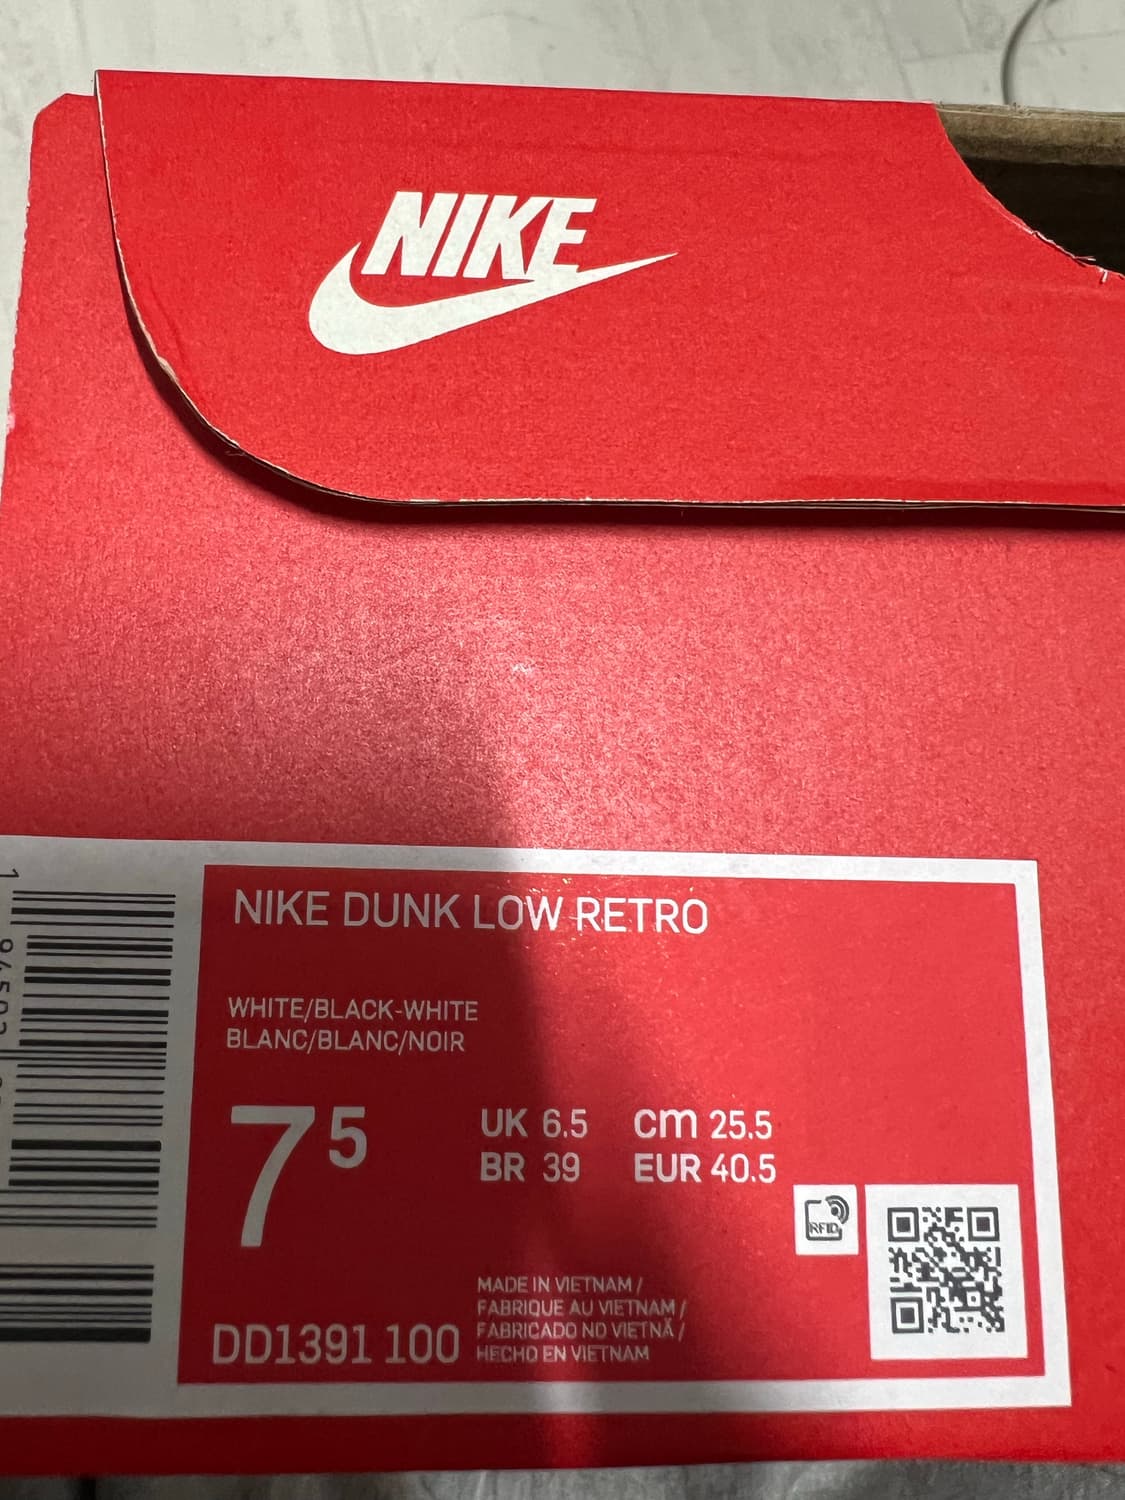 NIKE
NIKE DUNK LOW RETRO
WHITE/BLACK-WHITE
BLANC/BLANC/NOIR
7 5
UK 6.5 cm 25.5
BR 39 EUR 40.5
RFID
MADE IN VIETNAM /
FABRIQUE AU VIETNAM /
FABRICADO NO VIETNÃ /
HECHO EN VIETNAM
DD1391 100